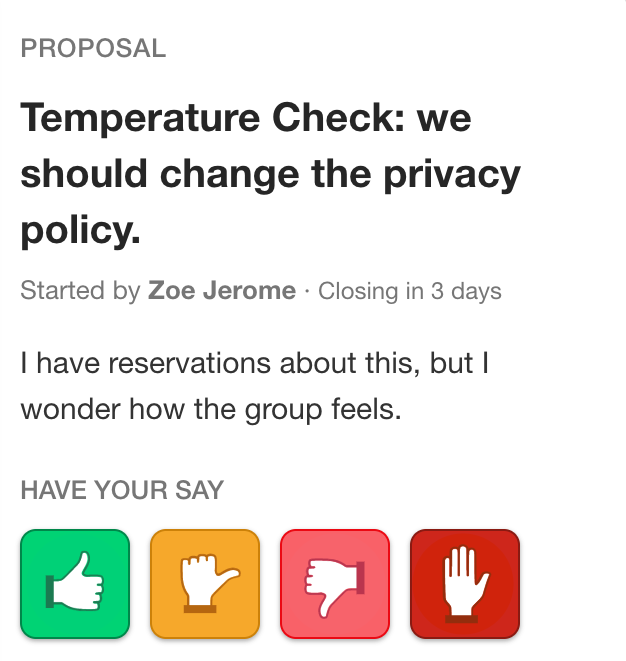 PROPOSAL
Temperature Check: we
should change the privacy
policy.
Started by Zoe Jerome · Closing in 3 days
I have reservations about this, but I
wonder how the group feels.
HAVE YOUR SAY